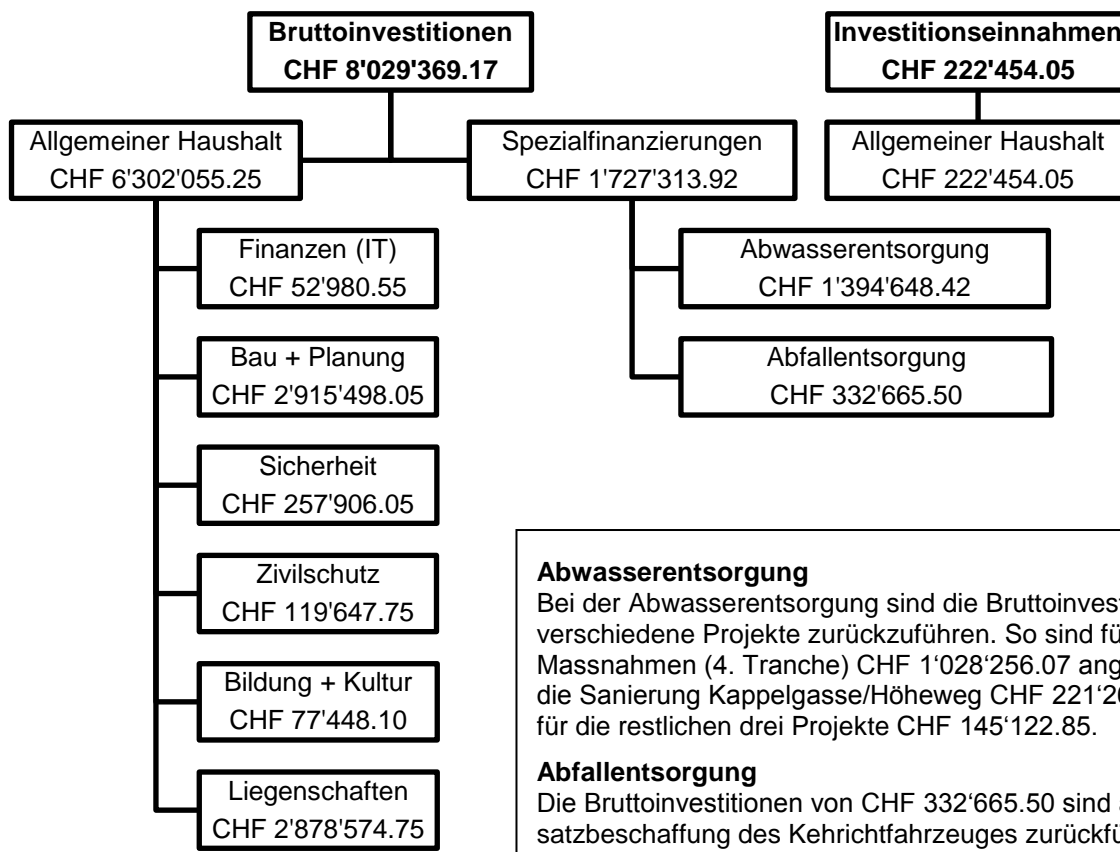 Bruttoinvestitionen
CHF 8'029'369.17
Investitionseinnahmen
CHF 222'454.05
Allgemeiner Haushalt
CHF 6'302'055.25
Spezialfinanzierungen
CHF 1'727'313.92
Allgemeiner Haushalt
CHF 222'454.05
Finanzen (IT)
CHF 52'980.55
Abwasserentsorgung
CHF 1'394'648.42
Bau + Planung
CHF 2'915'498.05
Abfallentsorgung
CHF 332'665.50
Sicherheit
CHF 257'906.05
Zivilschutz
CHF 119'647.75
Bildung + Kultur
CHF 77'448.10
Liegenschaften
CHF 2'878'574.75
Abwasserentsorgung
Bei der Abwasserentsorgung sind die
verschiedene Projekte zurückzuführen. So sind
Massnahmen (4. Tranche) CHF 1‘028‘256.07
die Sanierung Kappelgasse/Höheweg CHF
für die restlichen drei Projekte CHF 145‘122.85.
Abfallentsorgung
Die Bruttoinvestitionen von CHF 332‘665.50 sind
satzbeschaffung des Kehrichtfahrzeuges